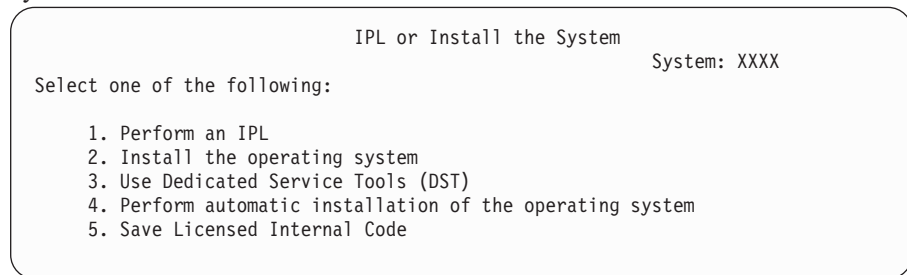 IPL or Install the System
System: XXXX
Select one of the following:
1. Perform an IPL
2. Install the operating system
3. Use Dedicated Service Tools (DST)
4. Perform automatic installation of the operating system
5. Save Licensed Internal Code